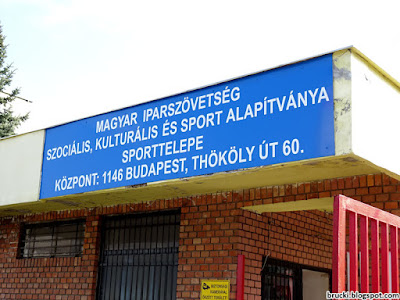 MAGYAR IPARSZÖVETSÉG
SZOCIÁLIS, KULTURÁLIS ÉS SPORT ALAPÍTVÁNYA
SPORTTELEPE
KÖZPONT: 1146 BUDAPEST, THÖKÖLY ÚT 60.
brucki.blogspot.com